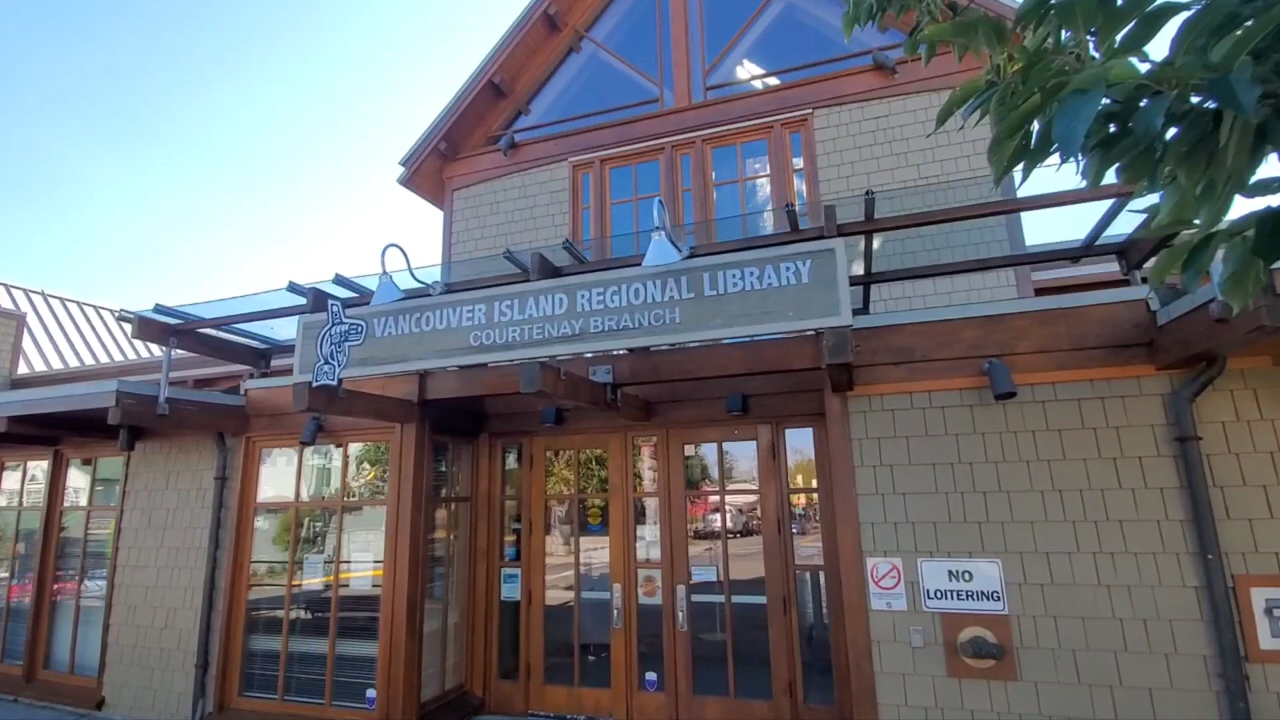 VANCOUVER ISLAND REGIONAL LIBRARY
COURTENAY BRANCH
NO
LOITERING